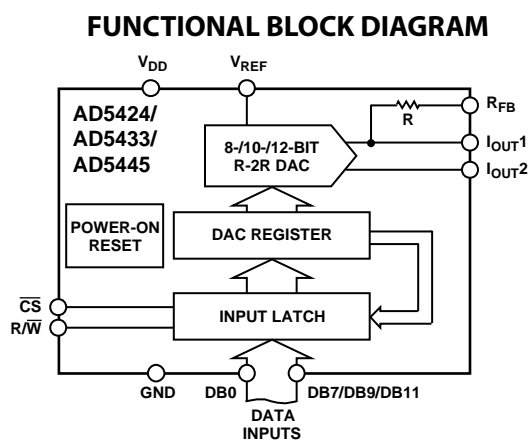 FUNCTIONAL BLOCK DIAGRAM
VDD
VREF
AD5424/
AD5433/
AD5445
R
RFB
8-/10-/12-BIT
R-2R DAC
IOUT1
IOUT2
POWER-ON
RESET
DAC REGISTER
C̅S̅
R/W̅
INPUT LATCH
GND
DB0
DB7/DB9/DB11
DATA
INPUTS